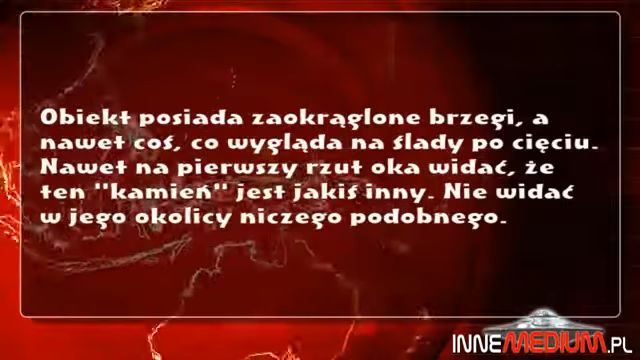 Obiekt posiada zaokrąglone brzegi, a
nawet coś, co wygląda na ślady po cięciu.
Nawet na pierwszy rzut oka widać, że
ten "kamień" jest jakiś inny. Nie widać
w jego okolicy niczego podobnego.
INNEMEDIUM.PL